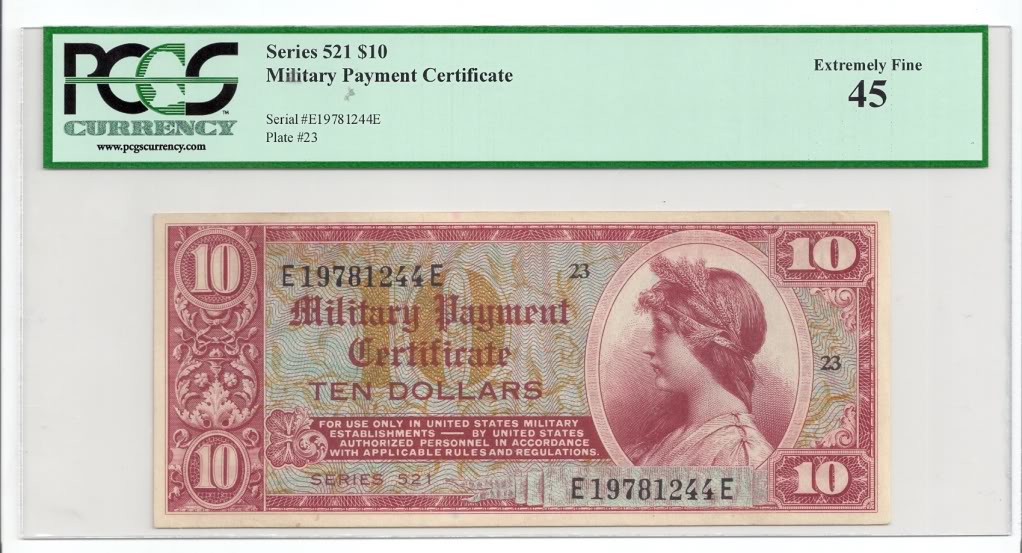 PCGS
CURRENCY
www.pcgscurrency.com
Series 521 $10
Military Payment Certificate
Serial #E19781244E
Plate #23
Extremely Fine
45
10
10
E19781244E
23
Military Payment
Certificate
TEN DOLLARS
23
FOR USE ONLY IN UNITED STATES MILITARY
ESTABLISHMENTS — BY UNITED STATES
AUTHORIZED PERSONNEL IN ACCORDANCE
WITH APPLICABLE RULES AND REGULATIONS.
10
SERIES 521
E19781244E
10